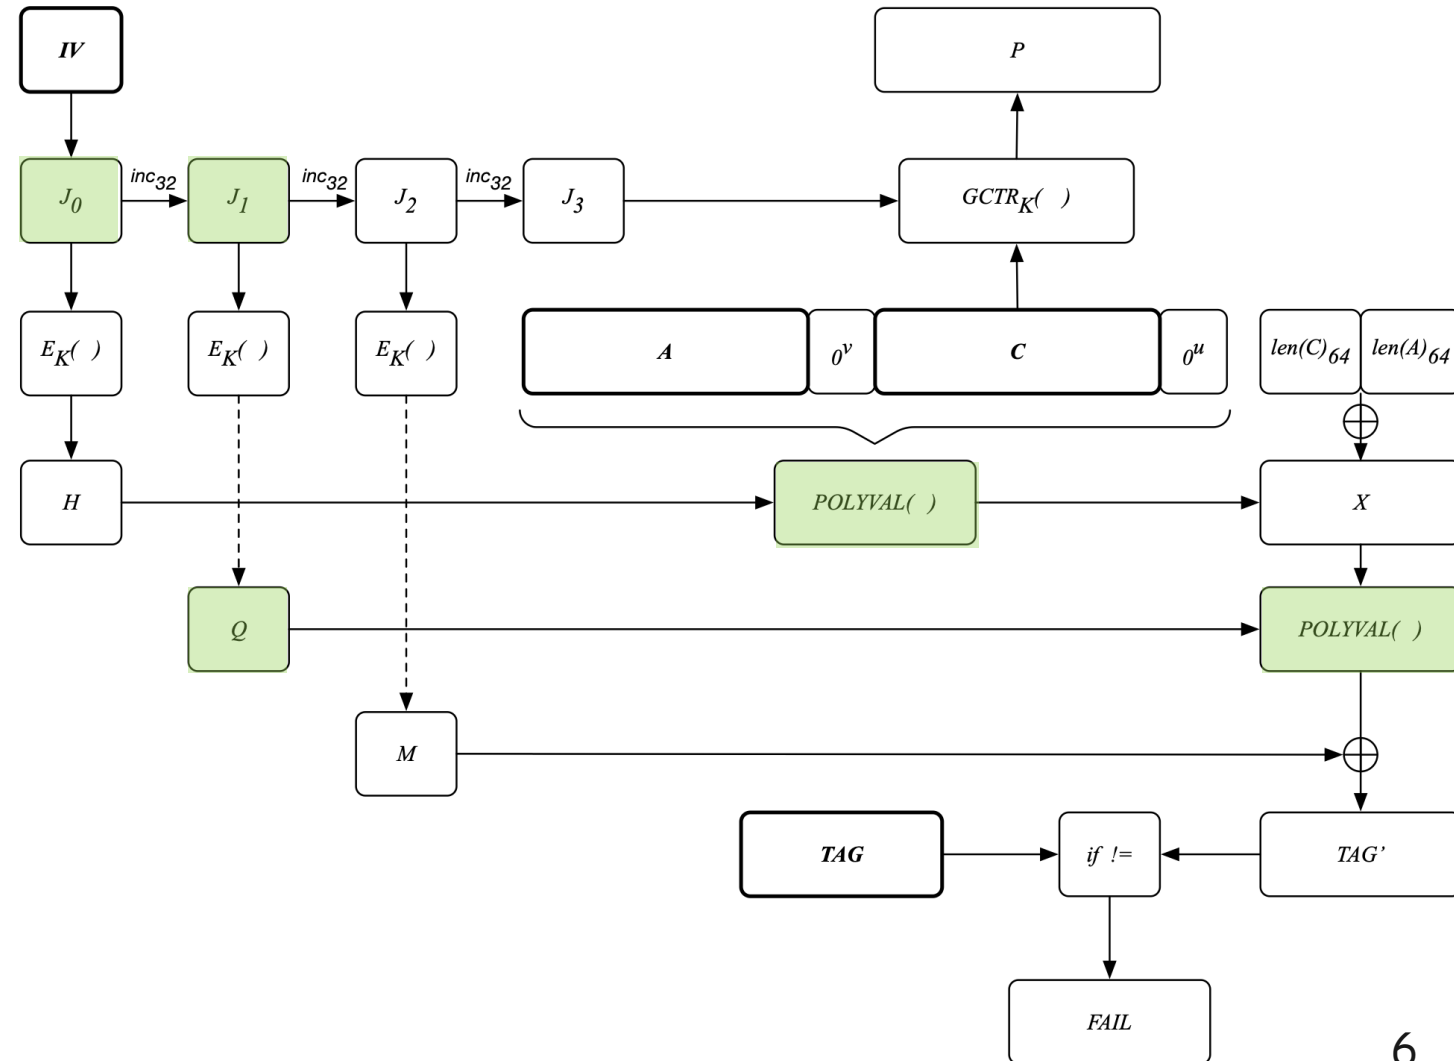 IV
P
J0 inc32 J1 inc32 J2 inc32 J3 GCTRK( )
EK( ) EK( ) EK( ) A 0v C 0u len(C)64 len(A)64
H POLYVAL( ) X
Q POLYVAL( )
M
TAG if != TAG’
FAIL
6